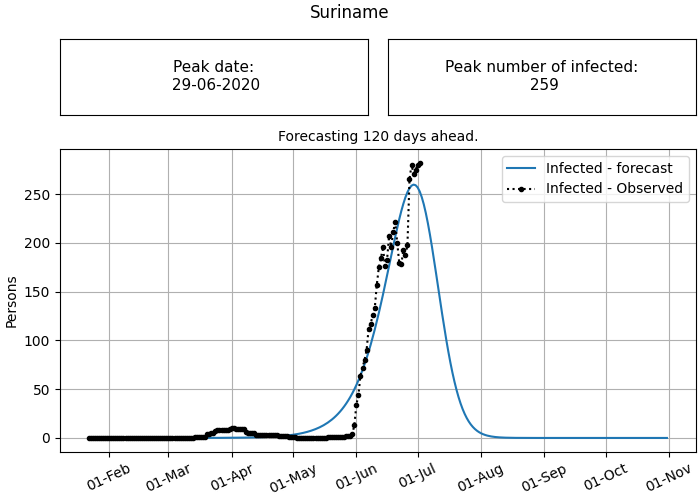 Suriname
Peak date:
29-06-2020
Peak number of infected:
259
Forecasting 120 days ahead.
Infected - forecast
Infected - Observed
Persons
250
200
150
100
50
0
01-Feb
01-Mar
01-Apr
01-May
01-Jun
01-Jul
01-Aug
01-Sep
01-Oct
01-Nov